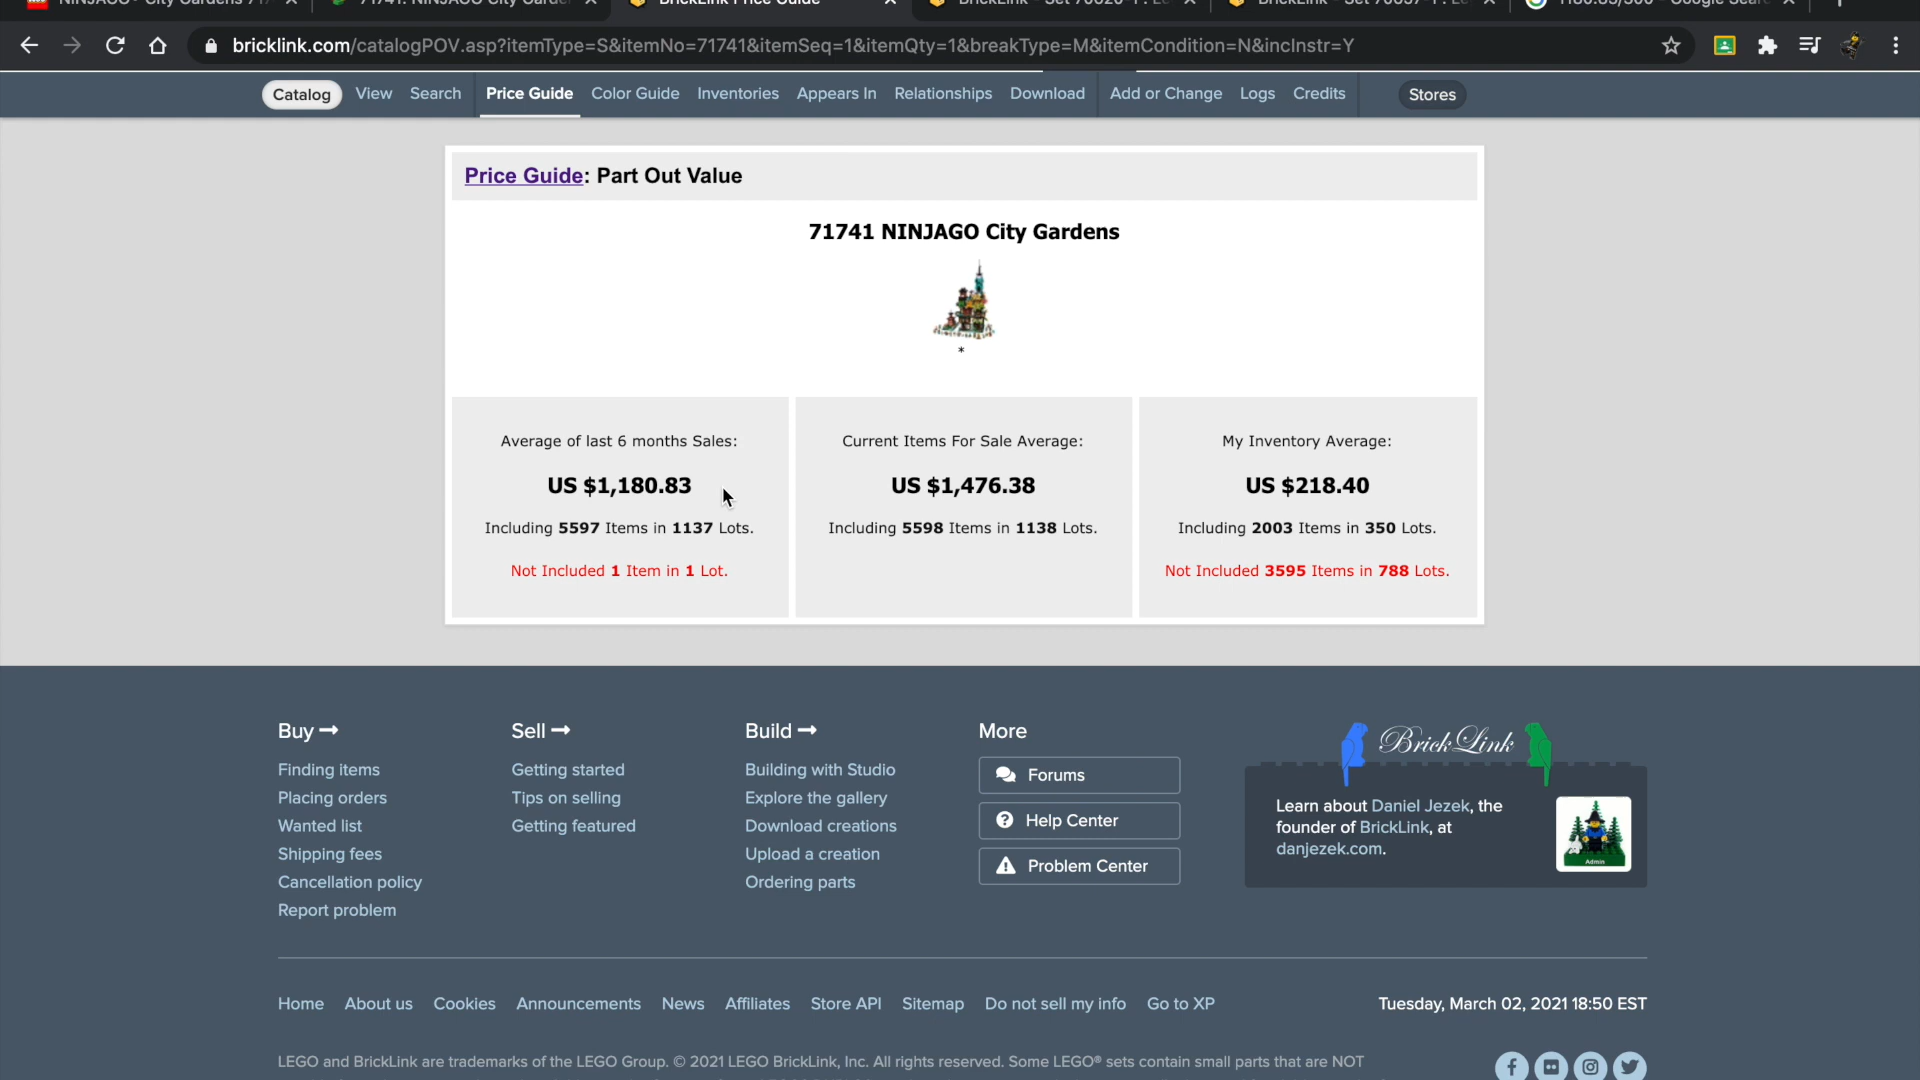 BrickLink Price Guide
bricklink.com/catalogPOV.asp?itemType=S&itemNo=71741&itemSeq=1&itemQty=1&breakType=M&itemCondition=N&incInstr=Y
Catalog View Search Price Guide Color Guide Inventories Appears In Relationships Download Add or Change Logs Credits Stores
Price Guide: Part Out Value
71741 NINJAGO City Gardens
*
Average of last 6 months Sales: Current Items For Sale Average: My Inventory Average:
US $1,180.83 US $1,476.38 US $218.40
Including 5597 Items in 1137 Lots. Including 5598 Items in 1138 Lots. Including 2003 Items in 350 Lots.
Not Included 1 Item in 1 Lot. Not Included 3595 Items in 788 Lots.
Buy Sell Build More
Finding items Getting started Building with Studio Forums
Placing orders Tips on selling Explore the gallery
Wanted list Getting featured Download creations Help Center
Shipping fees Upload a creation
Cancellation policy Ordering parts Problem Center
Report problem
BrickLink
Learn about Daniel Jezek, the
founder of BrickLink, at
danjezek.com.
Admin
Home About us Cookies Announcements News Affiliates Store API Sitemap Do not sell my info Go to XP Tuesday, March 02, 2021 18:50 EST
LEGO and BrickLink are trademarks of the LEGO Group. © 2021 LEGO BrickLink, Inc. All rights reserved. Some LEGO® sets contain small parts that are NOT